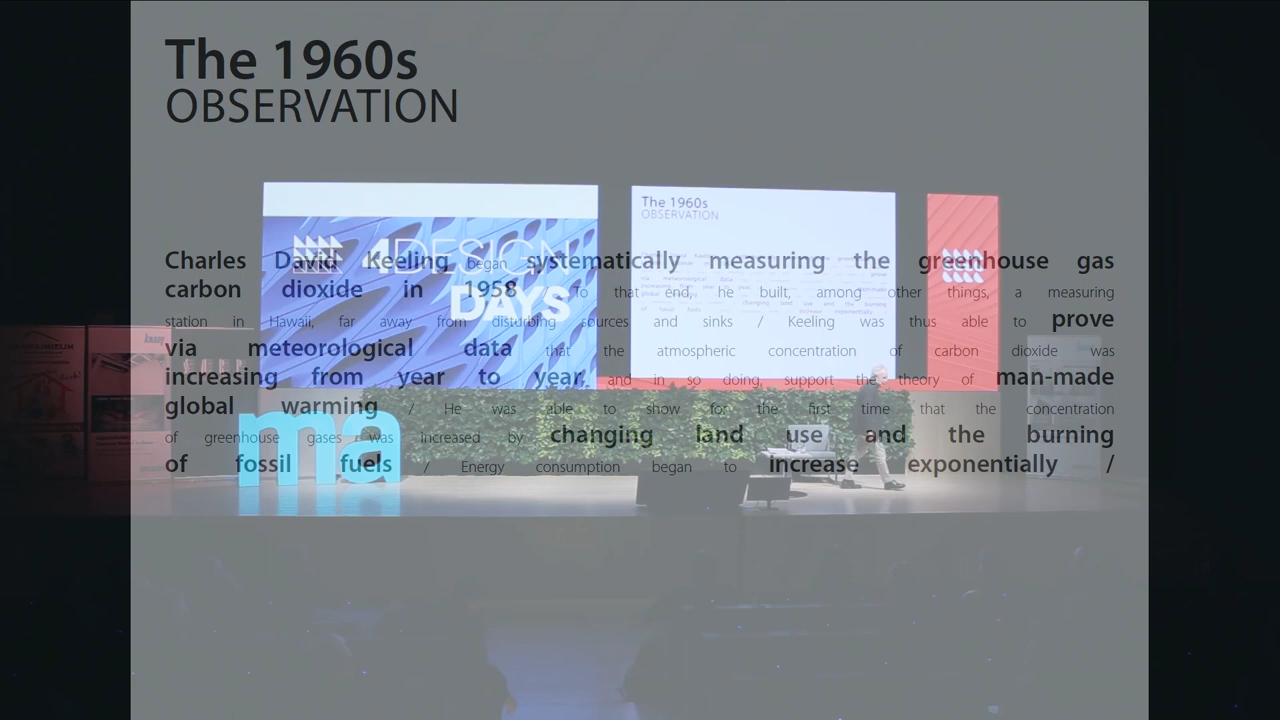 The 1960s
OBSERVATION
Charles David Keeling began systematically measuring the greenhouse gas
carbon dioxide in 1958 To that end, he built, among other things, a measuring
station in Hawaii, far away from disturbing sources and sinks / Keeling was thus able to prove
via meteorological data that the atmospheric concentration of carbon dioxide was
increasing from year to year, and in so doing, support the theory of man-made
global warming / He was able to show for the first time that the concentration
of greenhouse gases was increased by changing land use and the burning
of fossil fuels / Energy consumption began to increase exponentially /
4DESIGN
DAYS
The 1960s
OBSERVATION
ma